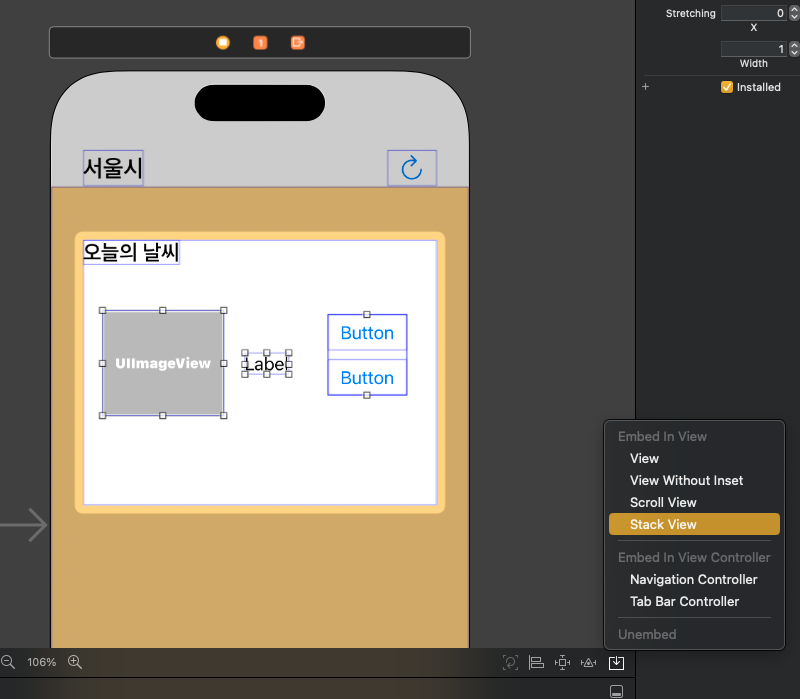 Stretching 0
X
1
Width
+ Installed
1
서울시
오늘의 날씨
UIImageView
Label
Button
Button
Embed In View
View
View Without Inset
Scroll View
Stack View
Embed In View Controller
Navigation Controller
Tab Bar Controller
Unembed
106%